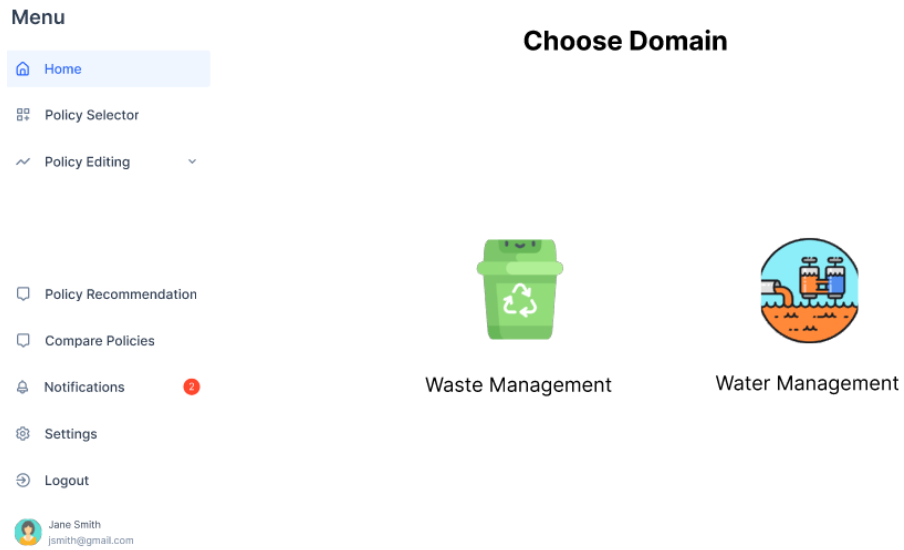 Menu
Choose Domain
Home
Policy Selector
Policy Editing
Policy Recommendation
Compare Policies
Notifications 2
Settings
Logout
Jane Smith
jsmith@gmail.com
Waste Management
Water Management